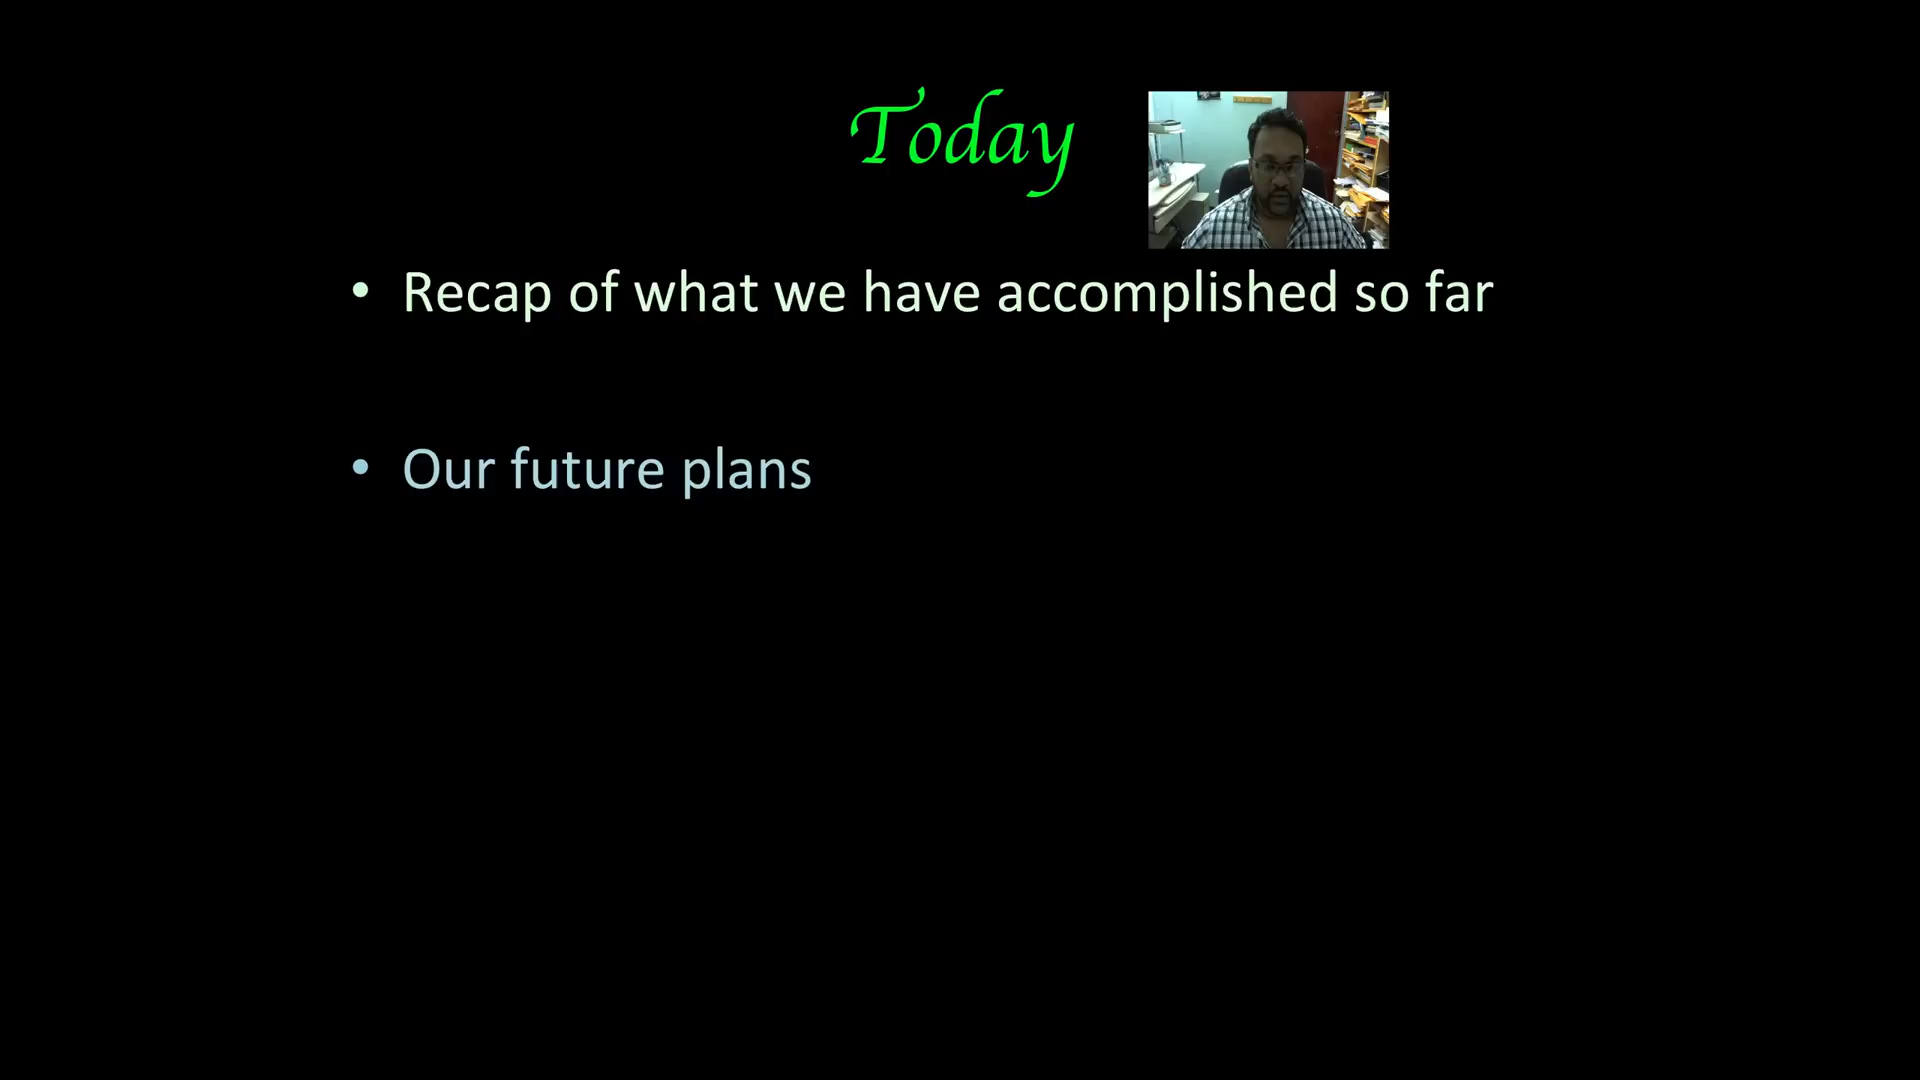 Today
• Recap of what we have accomplished so far
• Our future plans